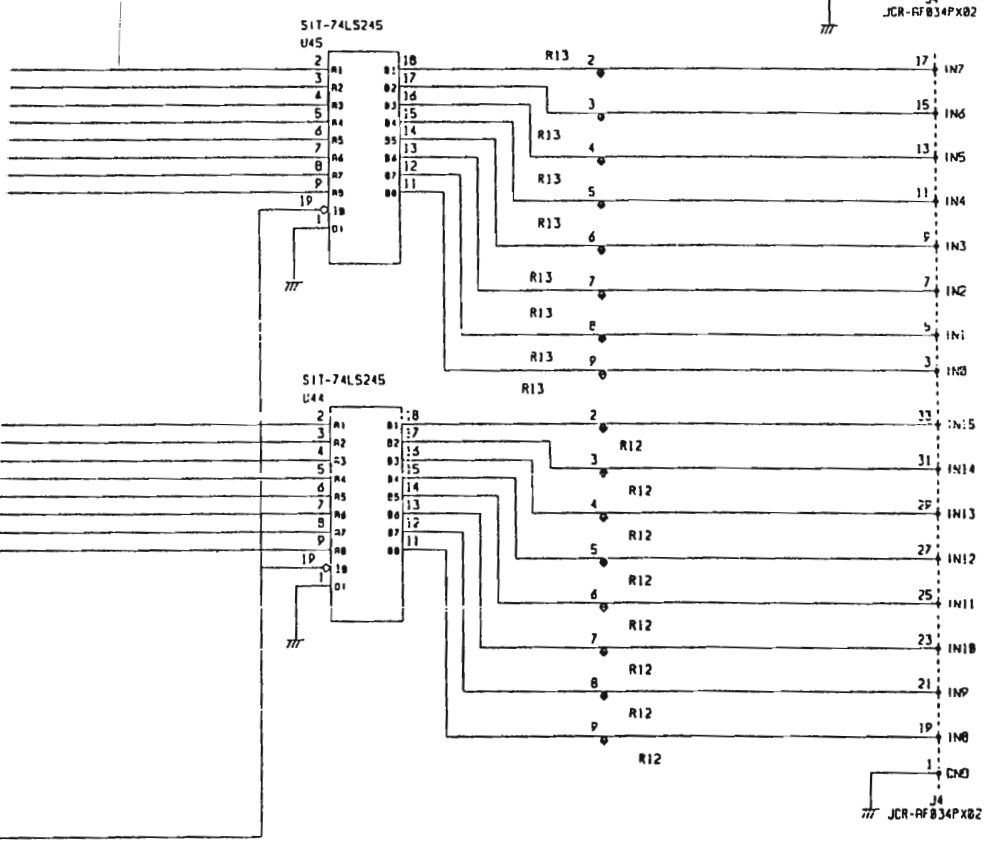 J4
JCR-AF034PX02
SIT-74LS245
U45
2 A1 B1 18 R13 2 17 IN7
3 A2 B2 17 3 15 IN6
4 A3 B3 16 R13 4 13 IN5
5 A4 B4 15 R13 5 11 IN4
6 A5 B5 14 R13 6 9 IN3
7 A6 B6 13 R13 7 7 IN2
8 A7 B7 12 R13 8 5 IN1
9 A8 B8 11 R13 9 3 IN0
19
1
R13
SIT-74LS245
U44
2 A1 B1 18 2 33 IN15
3 A2 B2 17 R12 3 31 IN14
4 A3 B3 16 R12 4 29 IN13
5 A4 B4 15 R12 5 27 IN12
6 A5 B5 14 R12 6 25 IN11
7 A6 B6 13 R12 7 23 IN10
8 A7 B7 12 R12 8 21 IN9
9 A8 B8 11 R12 9 19 IN8
19
1
R12
1 GND
J4
JCR-AF034PX02